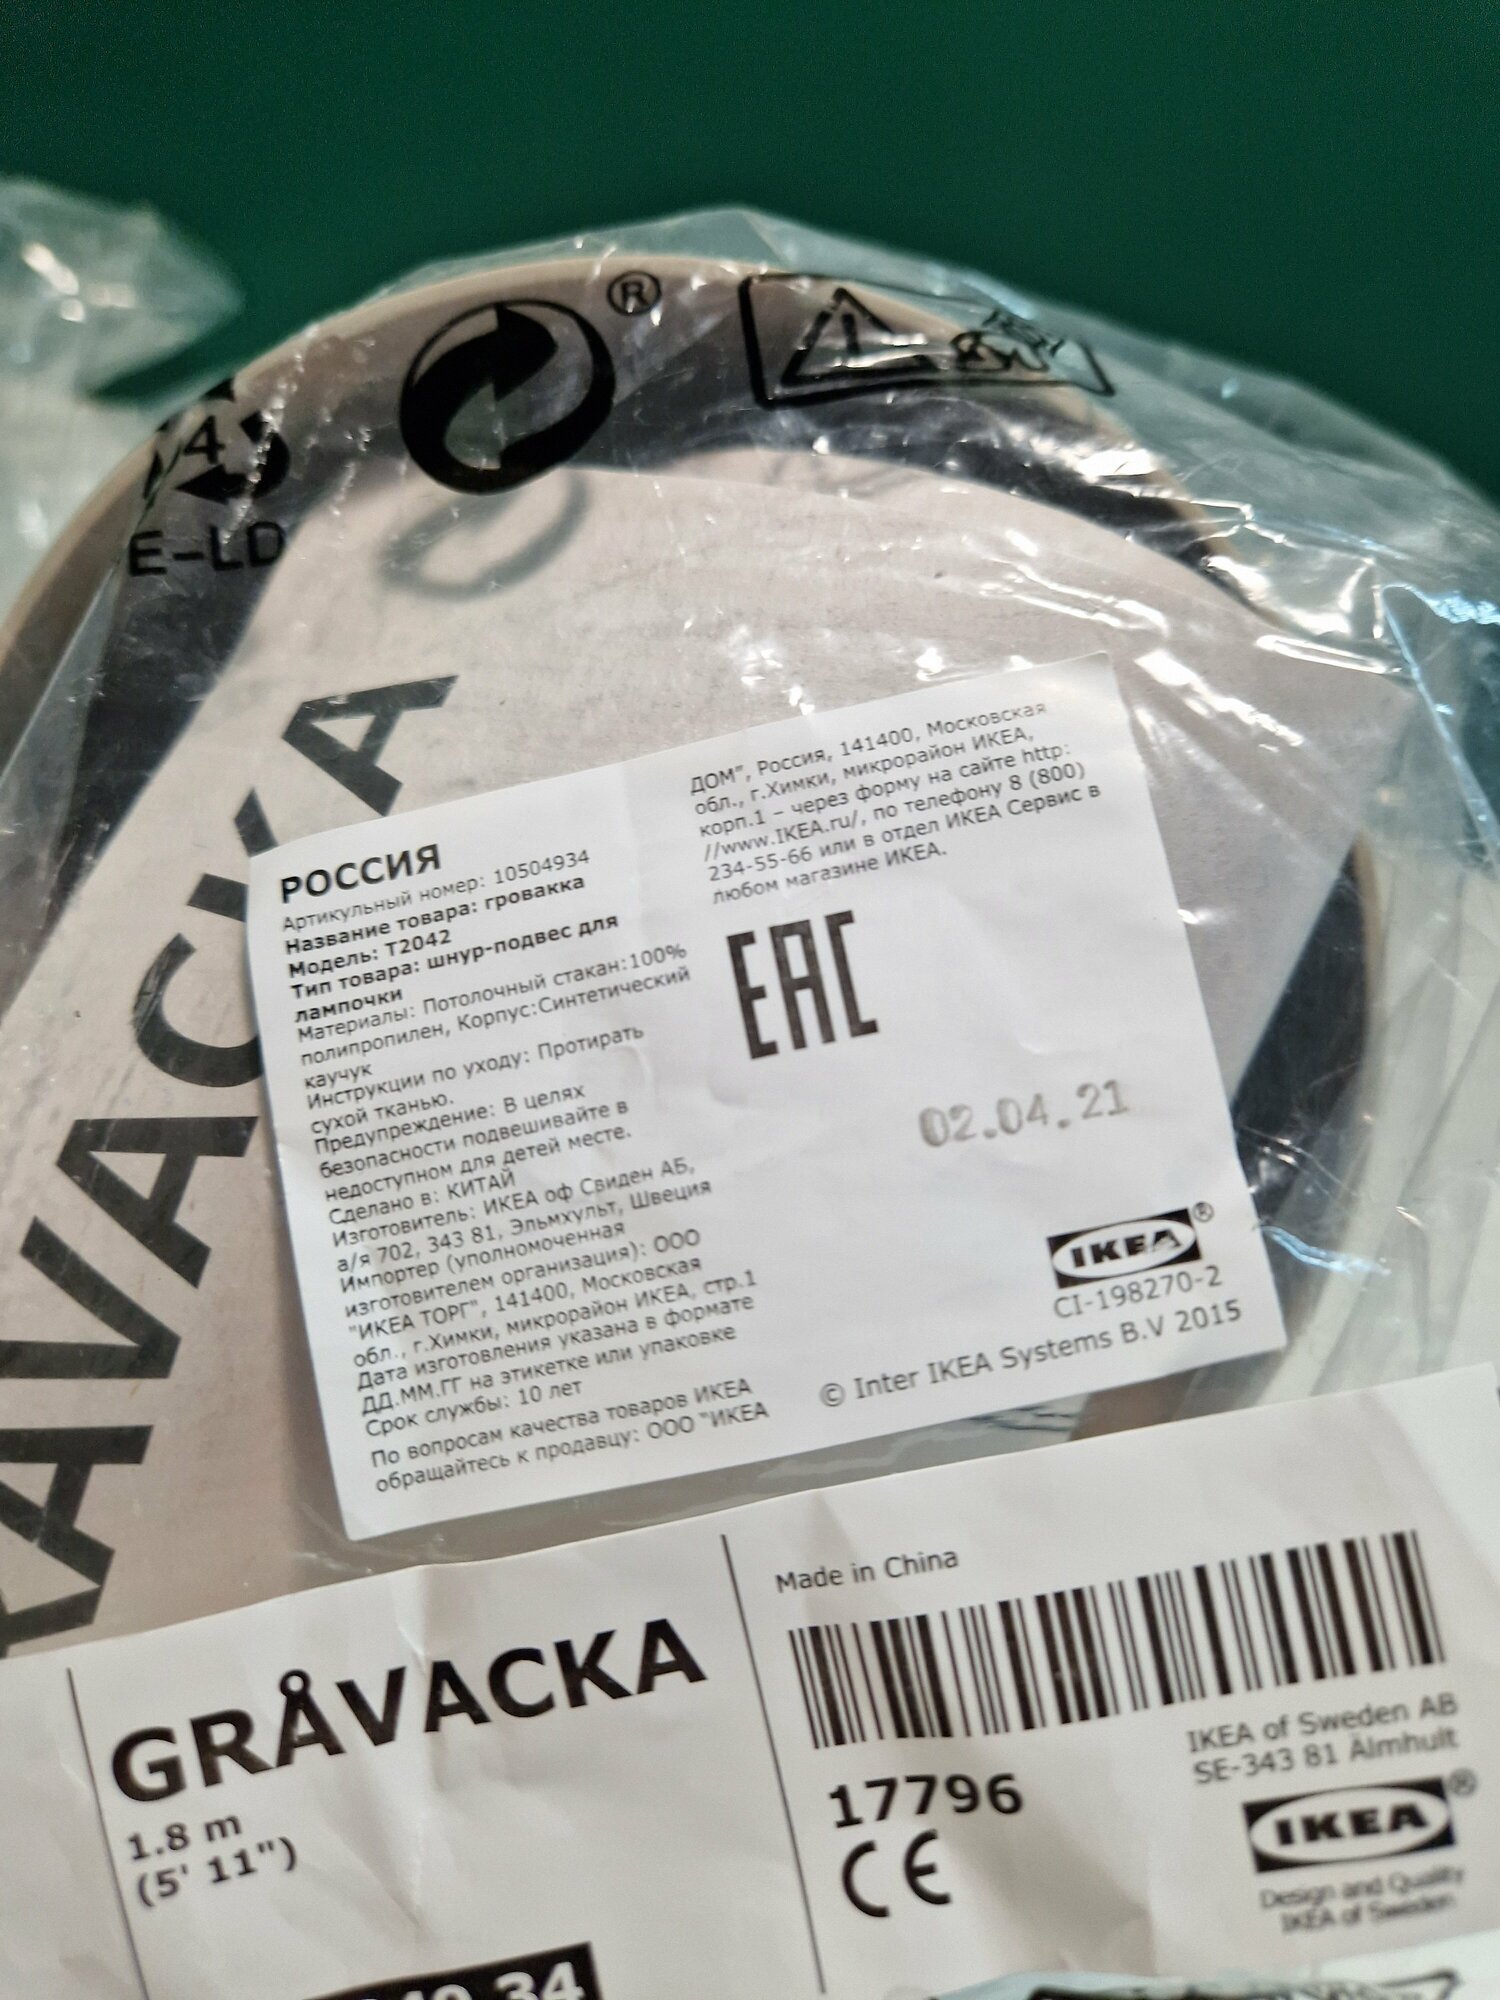 ®
4
E-LD
РОССИЯ
Артикульный номер: 10504934
Название товара: гровакка
Модель: T2042
Тип товара: шнур-подвес для
лампочки
Материалы: Потолочный стакан:100%
полипропилен, Корпус:Синтетический
каучук
Инструкции по уходу: Протирать
сухой тканью.
Предупреждение: В целях
безопасности подвешивайте в
недоступном для детей месте.
Сделано в: КИТАЙ
Изготовитель: ИКЕА оф Свиден АБ,
а/я 702, 343 81, Эльмхульт, Швеция
Импортер (уполномоченная
изготовителем организация): ООО
"ИКЕА ТОРГ", 141400, Московская
обл., г.Химки, микрорайон ИКЕА, стр.1
Дата изготовления указана в формате
ДД.ММ.ГГ на этикетке или упаковке
Срок службы: 10 лет
По вопросам качества товаров ИКЕА
обращайтесь к продавцу: ООО "ИКЕА
ДОМ", Россия, 141400, Московская
обл., г.Химки, микрорайон ИКЕА,
корп.1 – через форму на сайте http:
//www.IKEA.ru/, по телефону 8 (800)
234-55-66 или в отдел ИКЕА Сервис в
любом магазине ИКЕА.
EAC
02.04.21
IKEA®
CI-198270-2
© Inter IKEA Systems B.V 2015
GRÅVACKA
1.8 m
(5' 11")
34
Made in China
17796
CE
IKEA of Sweden AB
SE-343 81 Älmhult
IKEA®
Design and Quality
IKEA of Sweden